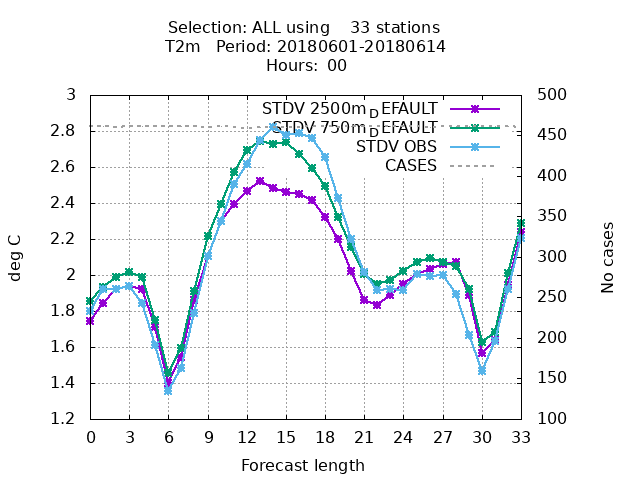 Selection: ALL using 33 stations
T2m Period: 20180601-20180614
Hours: 00
STDV 2500m_DEFAULT
STDV 750m_DEFAULT
STDV OBS
CASES
3
2.8
2.6
2.4
2.2
2
1.8
1.6
1.4
1.2
500
450
400
350
300
250
200
150
100
deg C
No cases
0 3 6 9 12 15 18 21 24 27 30 33
Forecast length